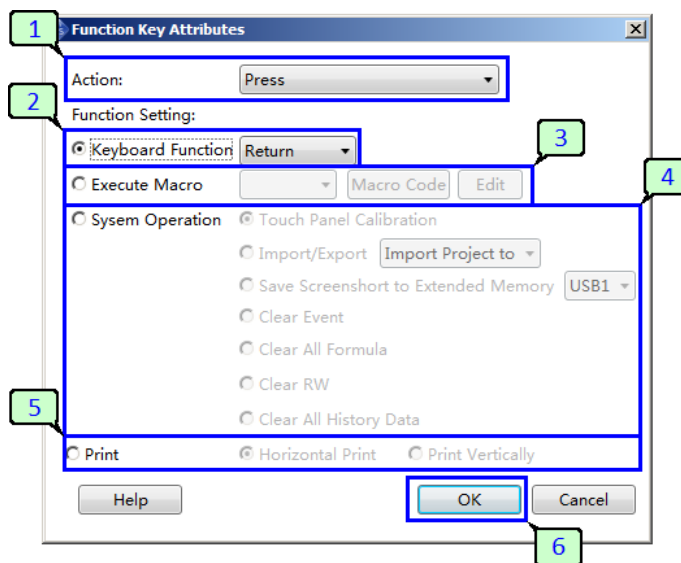 1
Function Key Attributes
Action: Press
2
Function Setting:
Keyboard Function Return
3
Execute Macro Macro Code Edit
4
Sysem Operation Touch Panel Calibration
Import/Export Import Project to
Save Screenshort to Extended Memory USB1
Clear Event
Clear All Formula
Clear RW
5
Clear All History Data
Print Horizontal Print Print Vertically
Help OK Cancel
6